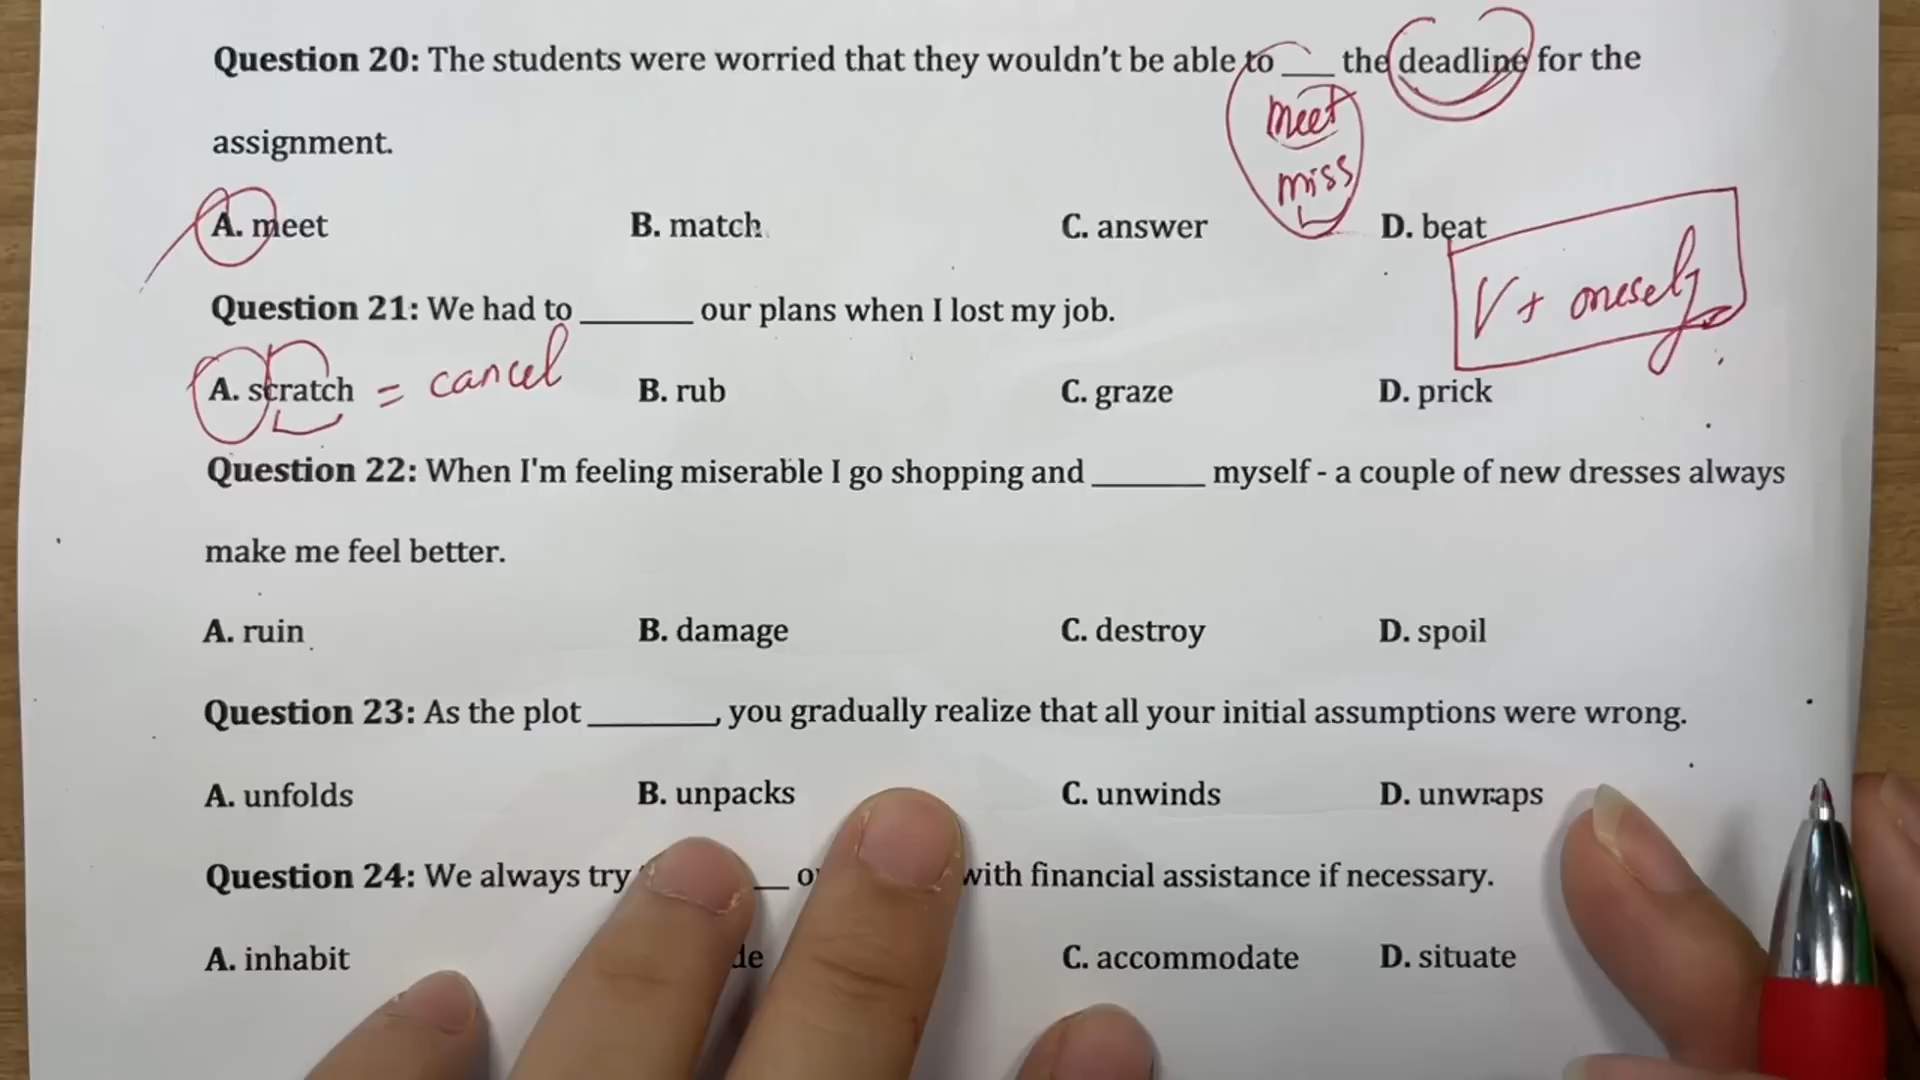 Question 20: The students were worried that they wouldn't be able to ___ the deadline for the
meet
assignment.
miss
A. meet B. match C. answer D. beat
V + oneself
Question 21: We had to _______ our plans when I lost my job.
A. scratch = cancel B. rub C. graze D. prick
Question 22: When I'm feeling miserable I go shopping and _______ myself - a couple of new dresses always
make me feel better.
A. ruin B. damage C. destroy D. spoil
Question 23: As the plot ________, you gradually realize that all your initial assumptions were wrong.
A. unfolds B. unpacks C. unwinds D. unwraps
Question 24: We always try __ with financial assistance if necessary.
A. inhabit C. accommodate D. situate